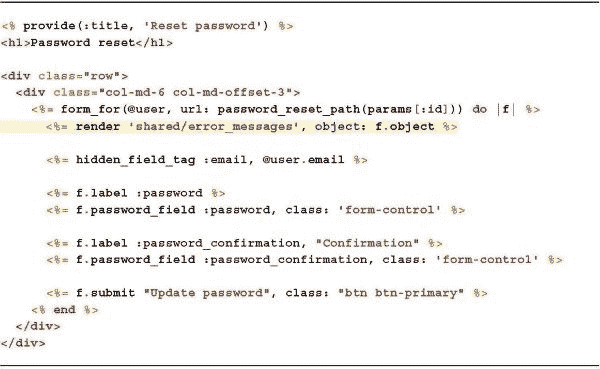 <% provide(:title, 'Reset password') %>
<h1>Password reset</h1>

<div class="row">
  <div class="col-md-6 col-md-offset-3">
    <%= form_for(@user, url: password_reset_path(params[:id])) do |f| %>
      <%= render 'shared/error_messages', object: f.object %>

      <%= hidden_field_tag :email, @user.email %>

      <%= f.label :password %>
      <%= f.password_field :password, class: 'form-control' %>

      <%= f.label :password_confirmation, "Confirmation" %>
      <%= f.password_field :password_confirmation, class: 'form-control' %>

      <%= f.submit "Update password", class: "btn btn-primary" %>
    <% end %>
  </div>
</div>